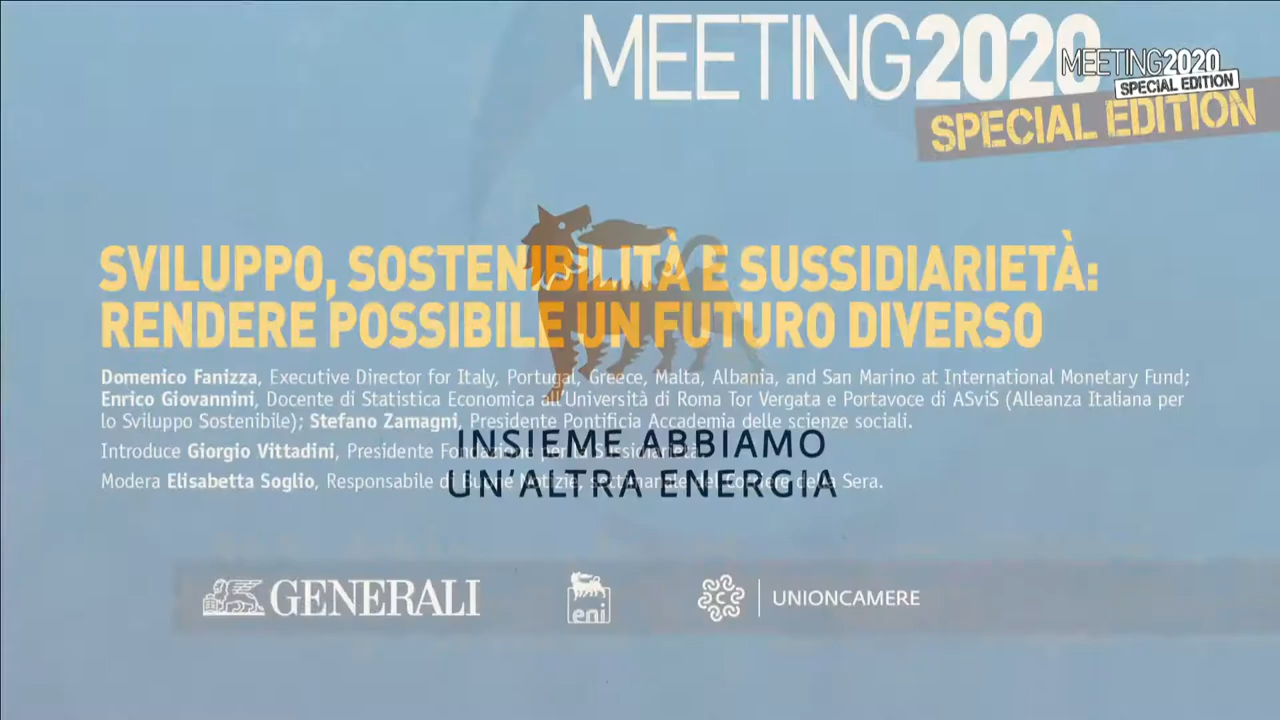 MEETING2020
SPECIAL EDITION
MEETING2020
SPECIAL EDITION
SVILUPPO, SOSTENIBILITÀ E SUSSIDIARIETÀ:
RENDERE POSSIBILE UN FUTURO DIVERSO
Domenico Fanizza, Executive Director for Italy, Portugal, Greece, Malta, Albania, and San Marino at International Monetary Fund;
Enrico Giovannini, Docente di Statistica Economica all'Università di Roma Tor Vergata e Portavoce di ASviS (Alleanza Italiana per
lo Sviluppo Sostenibile); Stefano Zamagni, Presidente Pontificia Accademia delle scienze sociali.
Introduce Giorgio Vittadini, Presidente Fondazione per la Sussidiarietà.
Modera Elisabetta Soglio, Responsabile di Buone Notizie, settimanale del Corriere della Sera.
INSIEME ABBIAMO
UN'ALTRA ENERGIA
GENERALI
eni
UNIONCAMERE